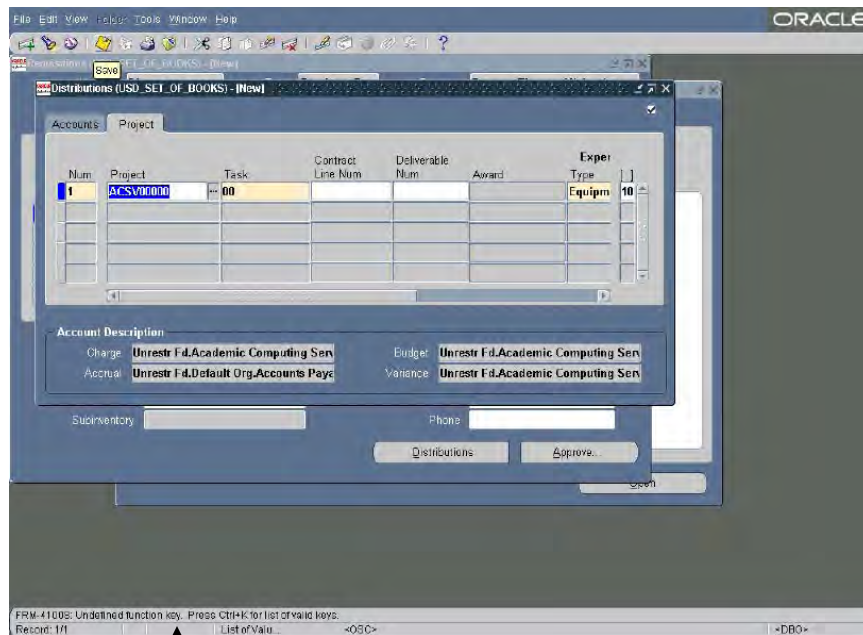 File Edit View Folder Tools Window Help
ORACLE
Save
Distributions (USD_SET_OF_BOOKS) - [New]
Accounts Project
Exper
Contract Deliverable
Num Project Task Line Num Num Award Type [ ]
1 ACSV00000 ... 00 Equipm 10
Account Description
Charge Unrestr Fd.Academic Computing Serv Budget Unrestr Fd.Academic Computing Serv
Accrual Unrestr Fd.Default Org.Accounts Paya Variance Unrestr Fd.Academic Computing Serv
Subinventory Phone
Distributions Approve...
Open
FRM-41008: Undefined function key. Press Ctrl+K for list of valid keys.
Record: 1/1 List of Valu... <OSC> <DBG>